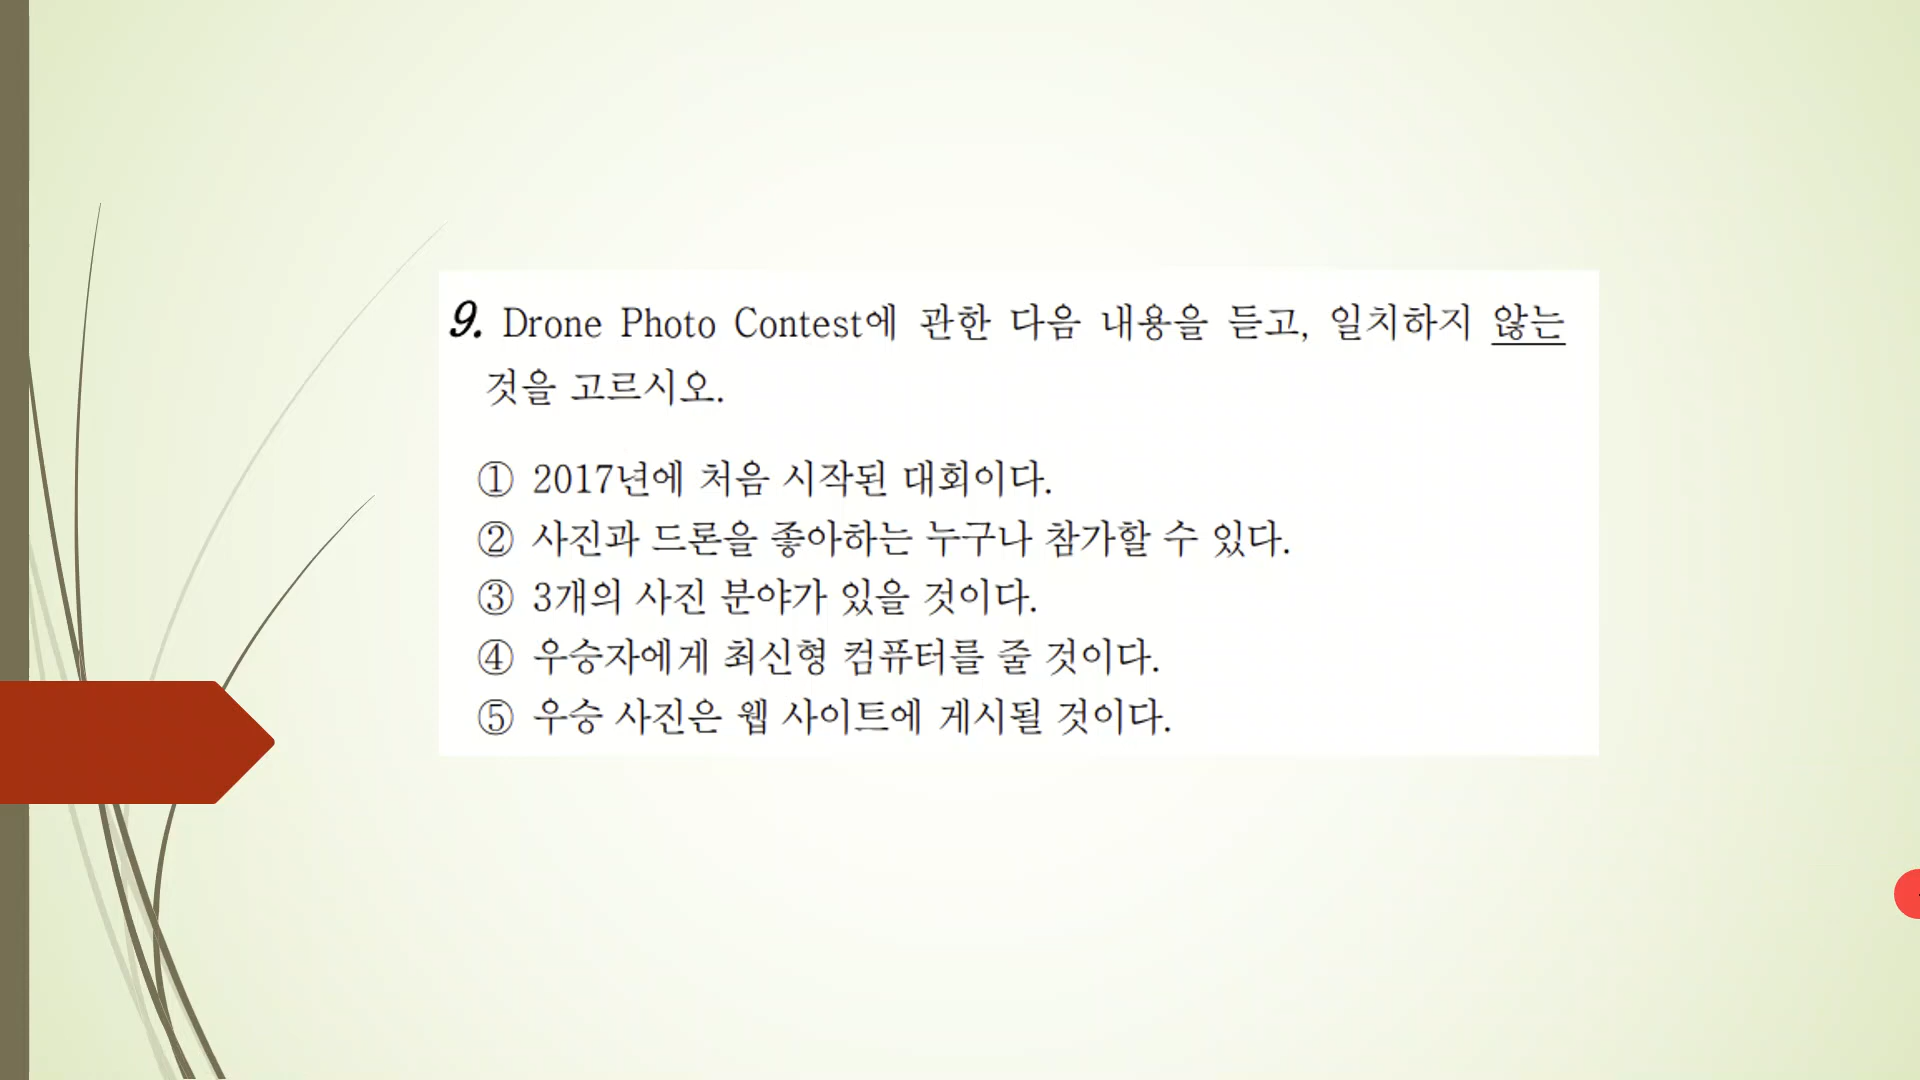 9. Drone Photo Contest에 관한 다음 내용을 듣고, 일치하지 않는
것을 고르시오.
① 2017년에 처음 시작된 대회이다.
② 사진과 드론을 좋아하는 누구나 참가할 수 있다.
③ 3개의 사진 분야가 있을 것이다.
④ 우승자에게 최신형 컴퓨터를 줄 것이다.
⑤ 우승 사진은 웹 사이트에 게시될 것이다.